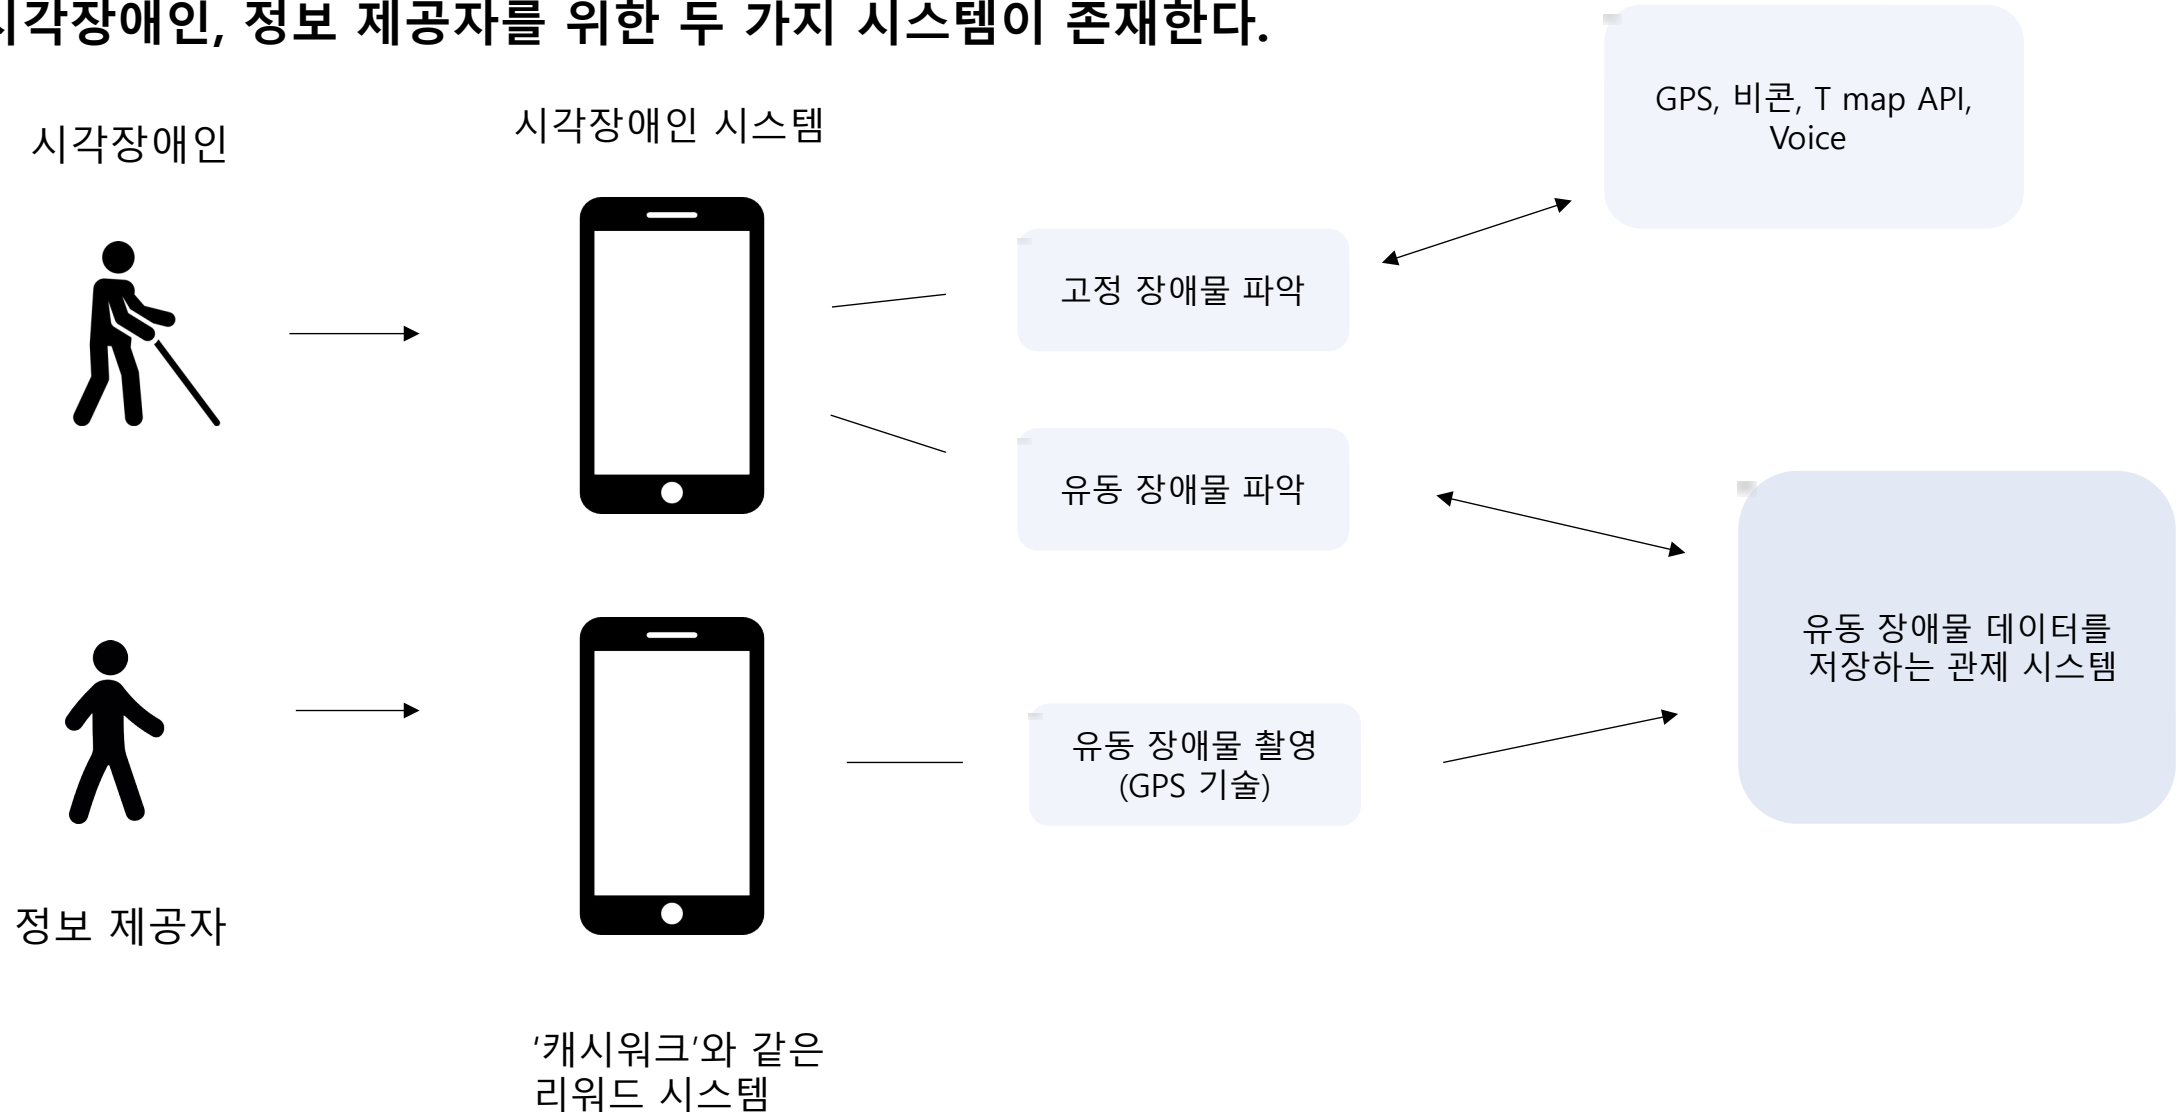 시각장애인, 정보 제공자를 위한 두 가지 시스템이 존재한다.
시각장애인
시각장애인 시스템
GPS, 비콘, T map API,
Voice
고정 장애물 파악
유동 장애물 파악
유동 장애물 데이터를
저장하는 관제 시스템
유동 장애물 촬영
(GPS 기술)
정보 제공자
'캐시워크'와 같은
리워드 시스템